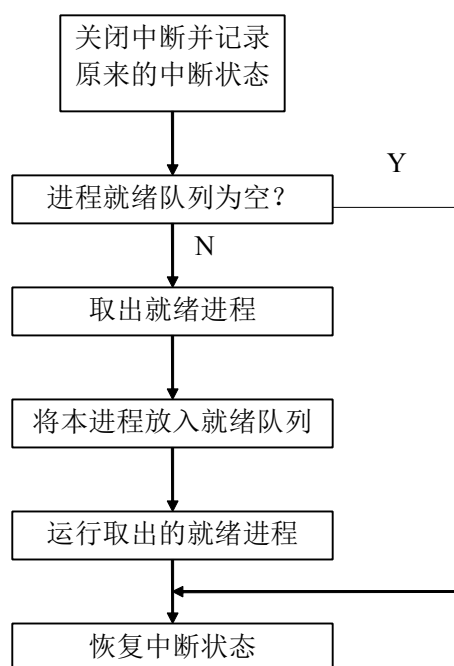 关闭中断并记录
原来的中断状态
Y
进程就绪队列为空？
N
取出就绪进程
将本进程放入就绪队列
运行取出的就绪进程
恢复中断状态